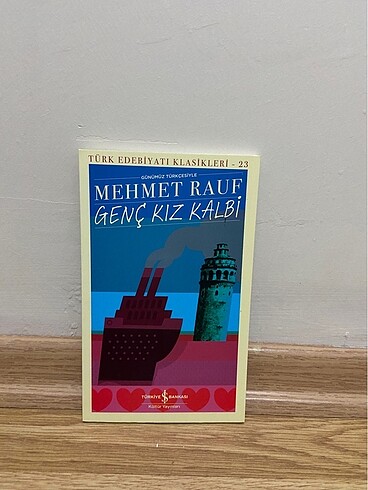 TÜRK EDEBİYATI KLASİKLERİ - 23
GÜNÜMÜZ TÜRKÇESİYLE
MEHMET RAUF
GENÇ KIZ KALBİ
TÜRKİYE İŞ BANKASI
Kültür Yayınları